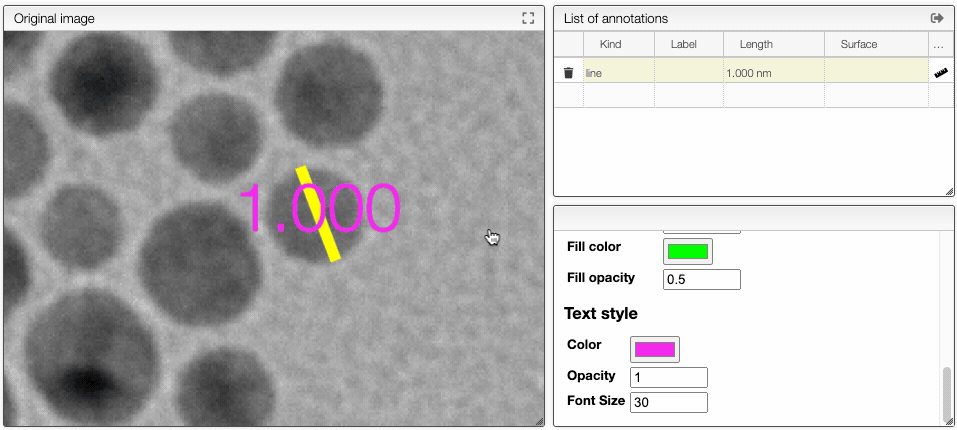 Original image
1.000
List of annotations
Kind Label Length Surface ...
line 1.000 nm
Fill color
Fill opacity 0.5
Text style
Color
Opacity 1
Font Size 30